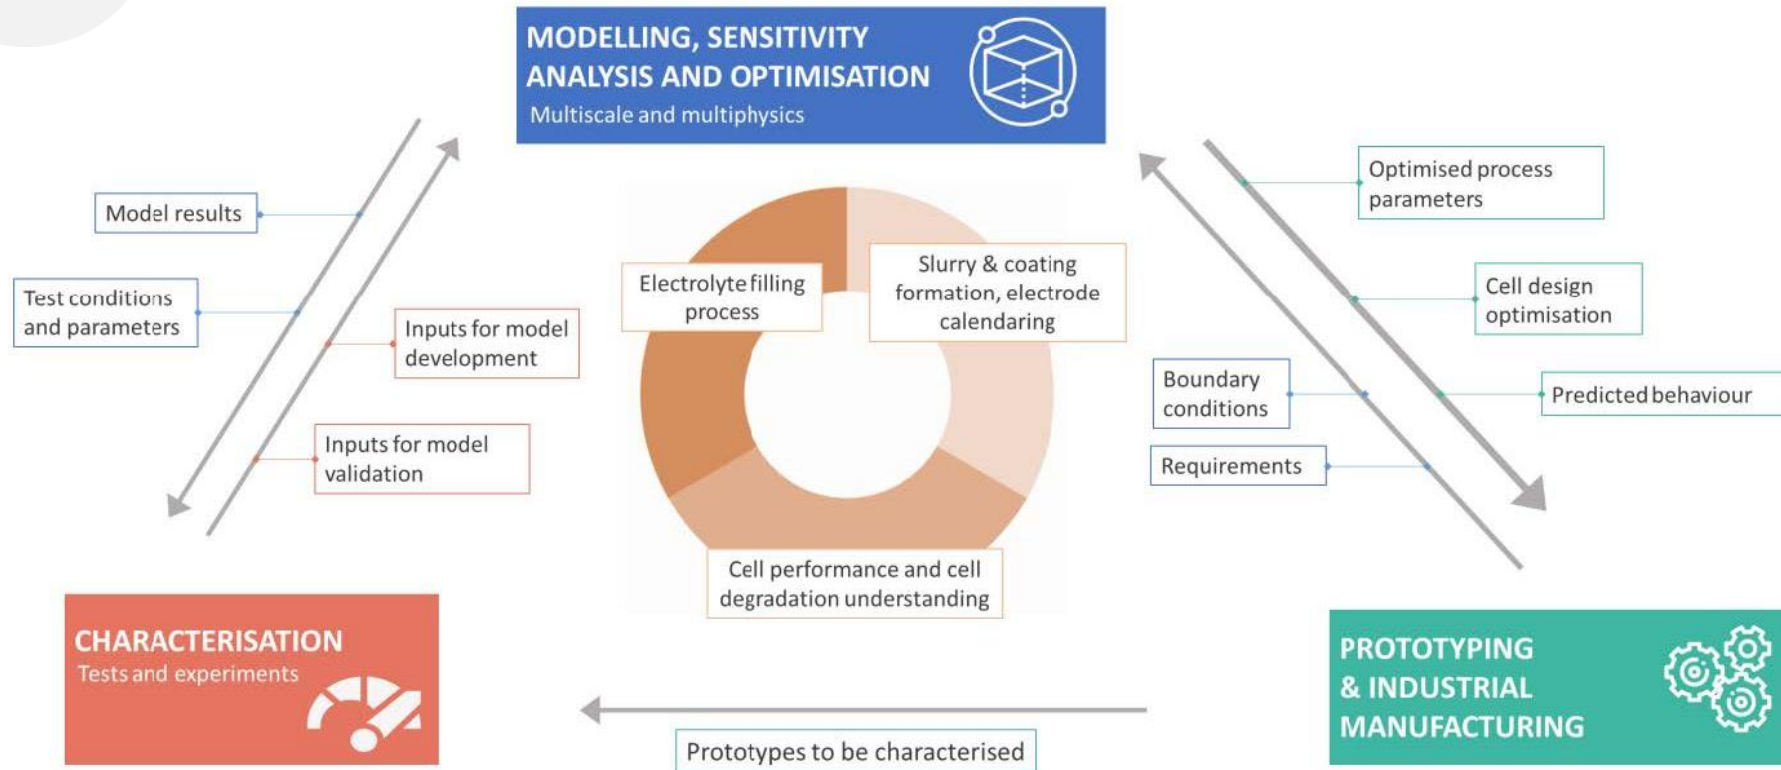 MODELLING, SENSITIVITY
ANALYSIS AND OPTIMISATION
Multiscale and multiphysics
Model results
Test conditions
and parameters
Inputs for model
development
Inputs for model
validation
Electrolyte filling
process
Slurry & coating
formation, electrode
calendaring
Cell performance and cell
degradation understanding
Optimised process
parameters
Cell design
optimisation
Predicted behaviour
Boundary
conditions
Requirements
CHARACTERISATION
Tests and experiments
Prototypes to be characterised
PROTOTYPING
& INDUSTRIAL
MANUFACTURING